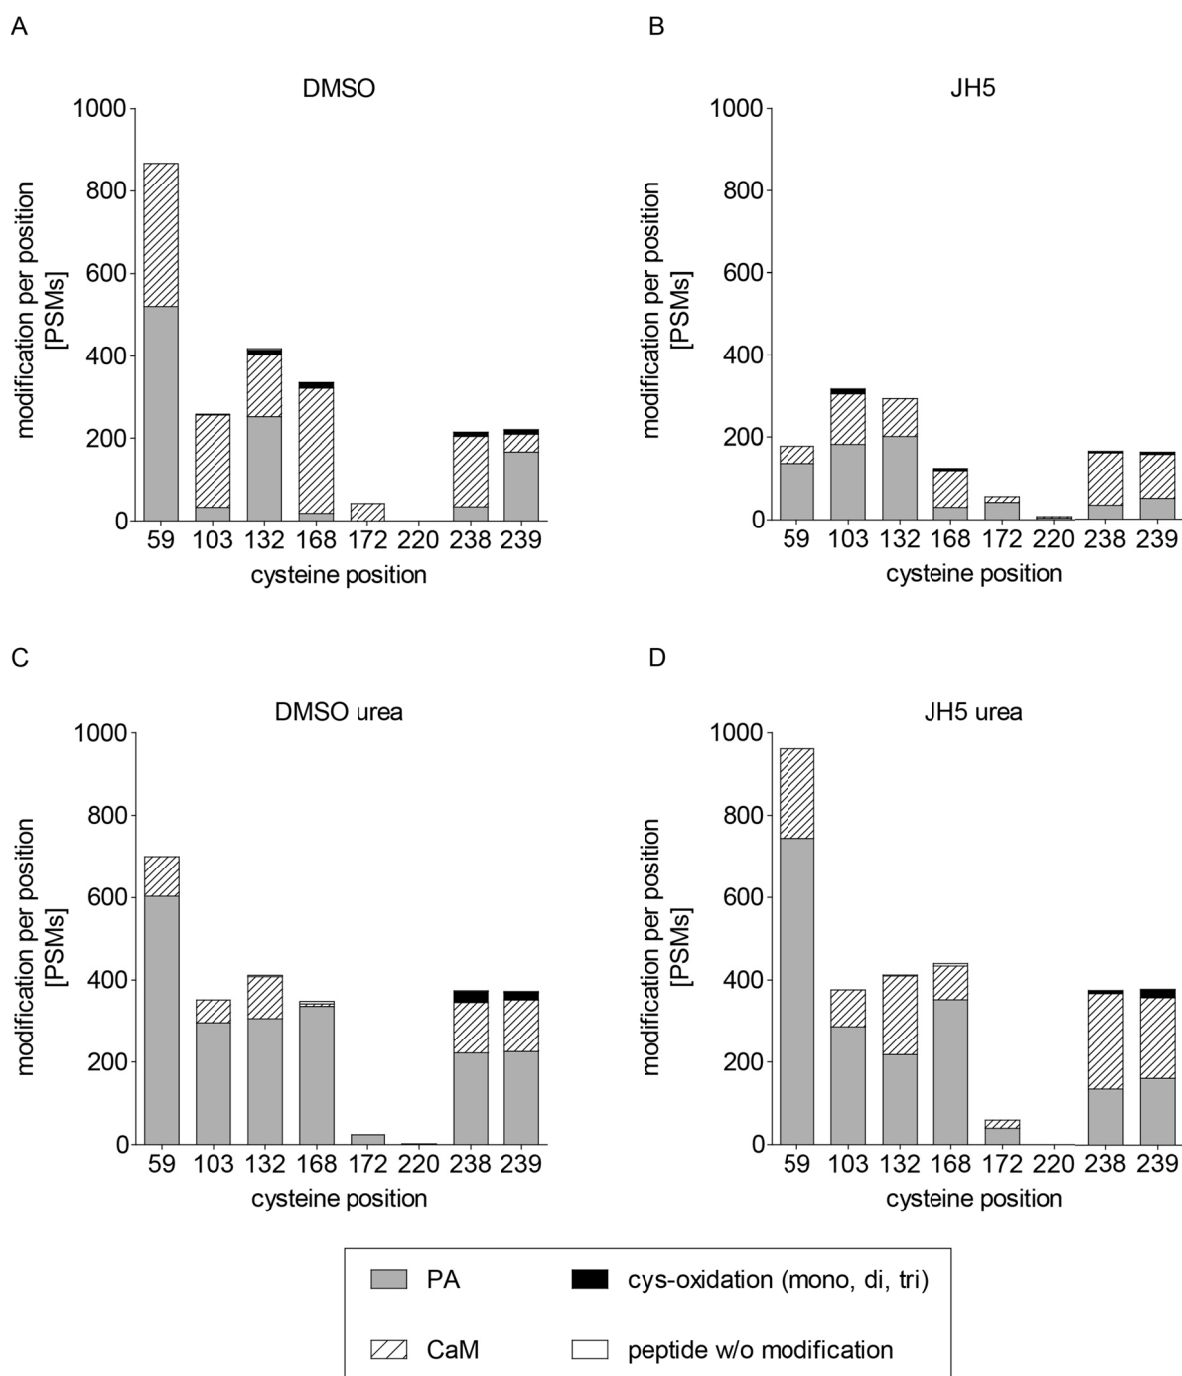 A
DMSO
1000
800
600
400
200
0
modification per position
[PSMs]
59 103 132 168 172 220 238 239
cysteine position
B
JH5
1000
800
600
400
200
0
modification per position
[PSMs]
59 103 132 168 172 220 238 239
cysteine position
C
DMSO urea
1000
800
600
400
200
0
modification per position
[PSMs]
59 103 132 168 172 220 238 239
cysteine position
D
JH5 urea
1000
800
600
400
200
0
modification per position
[PSMs]
59 103 132 168 172 220 238 239
cysteine position
PA
cys-oxidation (mono, di, tri)
CaM
peptide w/o modification